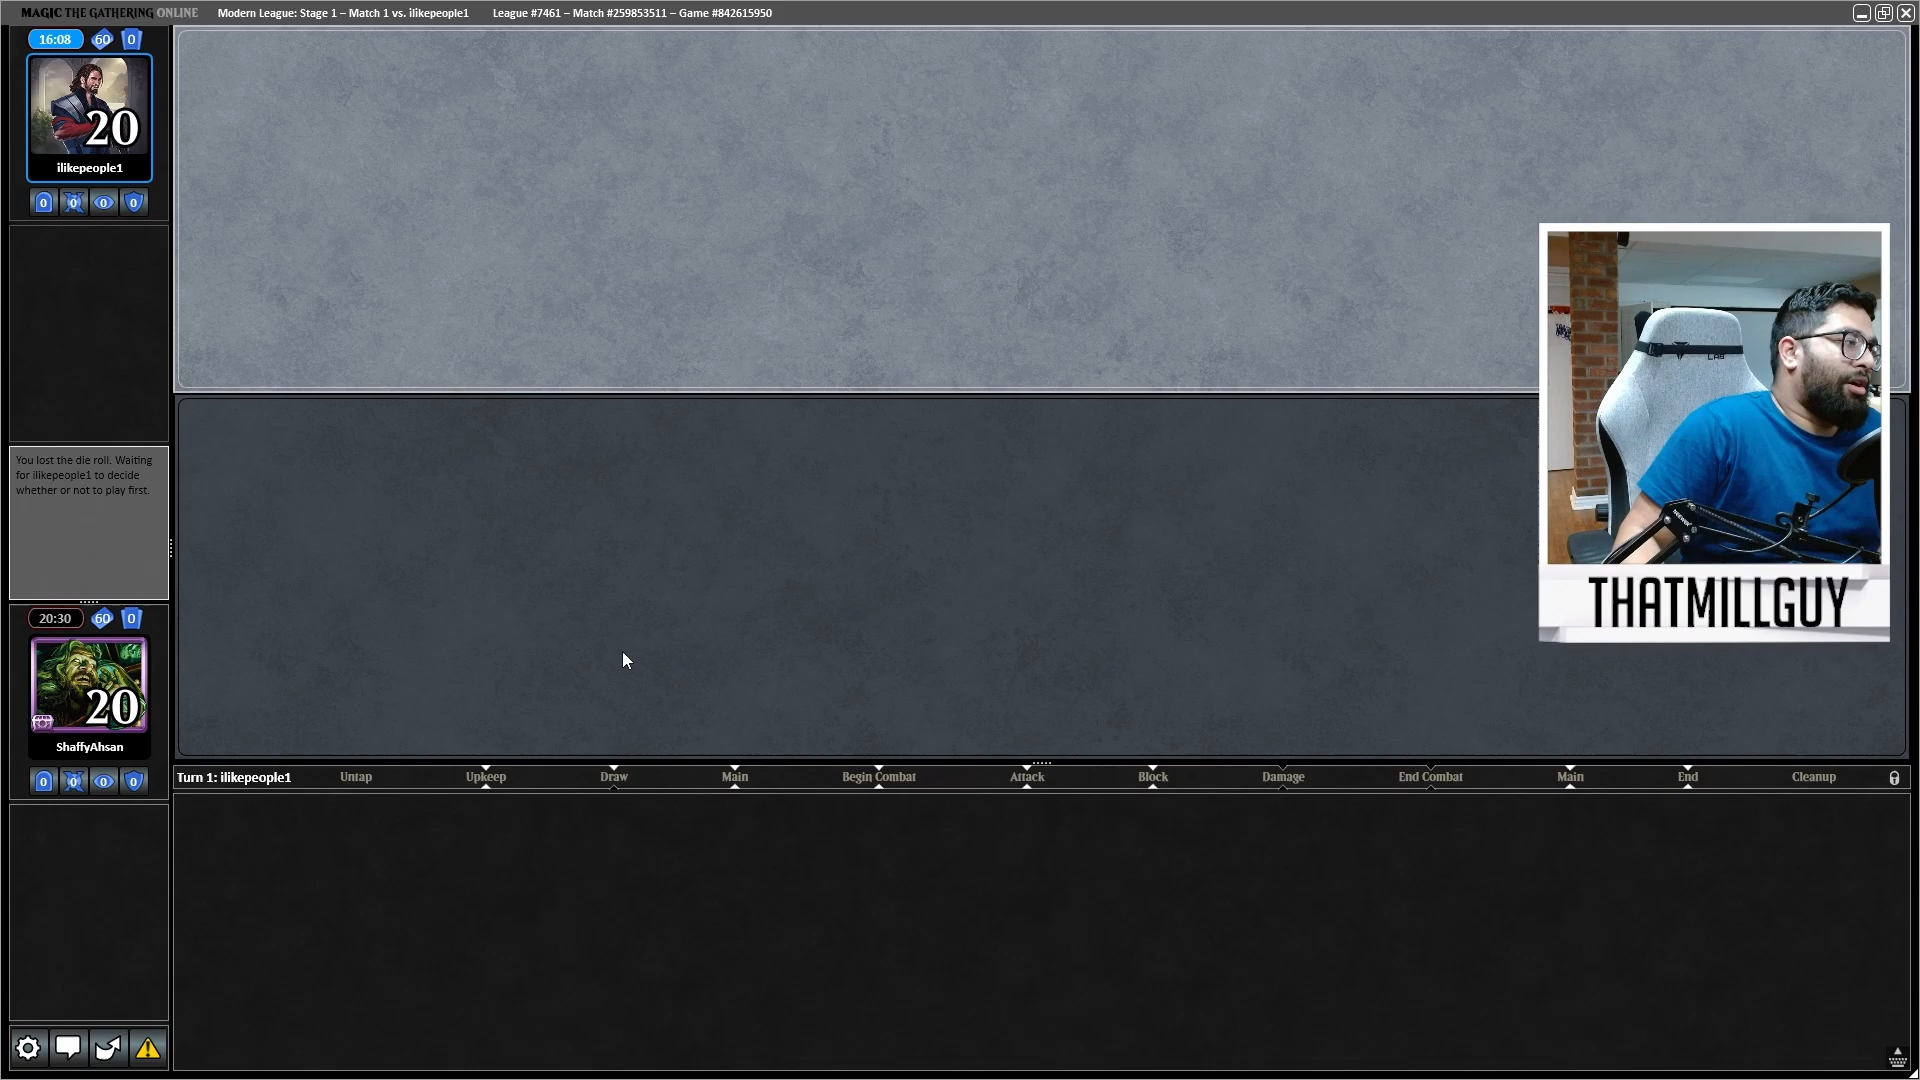 MAGIC THE GATHERING ONLINE Modern League: Stage 1 – Match 1 vs. ilikepeople1 League #7461 – Match #259853511 – Game #842615950
16:08 60 0
20
ilikepeople1
0 0 0 0
You lost the die roll. Waiting
for ilikepeople1 to decide
whether or not to play first.
LAB
THATMILLGUY
20:30 60 0
20
ShaffyAhsan
0 0 0 0
Turn 1: ilikepeople1 Untap Upkeep Draw Main Begin Combat Attack Block Damage End Combat Main End Cleanup